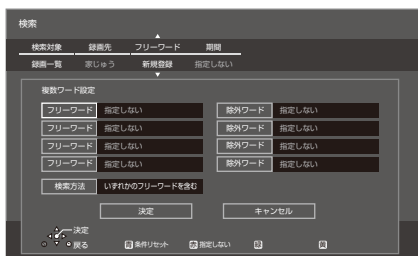 検索
検索対象 録画先 フリーワード 期間
録画一覧 家じゅう 新規登録 指定しない
複数ワード設定
フリーワード 指定しない 除外ワード 指定しない
フリーワード 指定しない 除外ワード 指定しない
フリーワード 指定しない 除外ワード 指定しない
フリーワード 指定しない 除外ワード 指定しない
検索方法 いずれかのフリーワードを含む
決定 キャンセル
決定
戻る 青 条件リセット 赤 指定しない 緑 黄